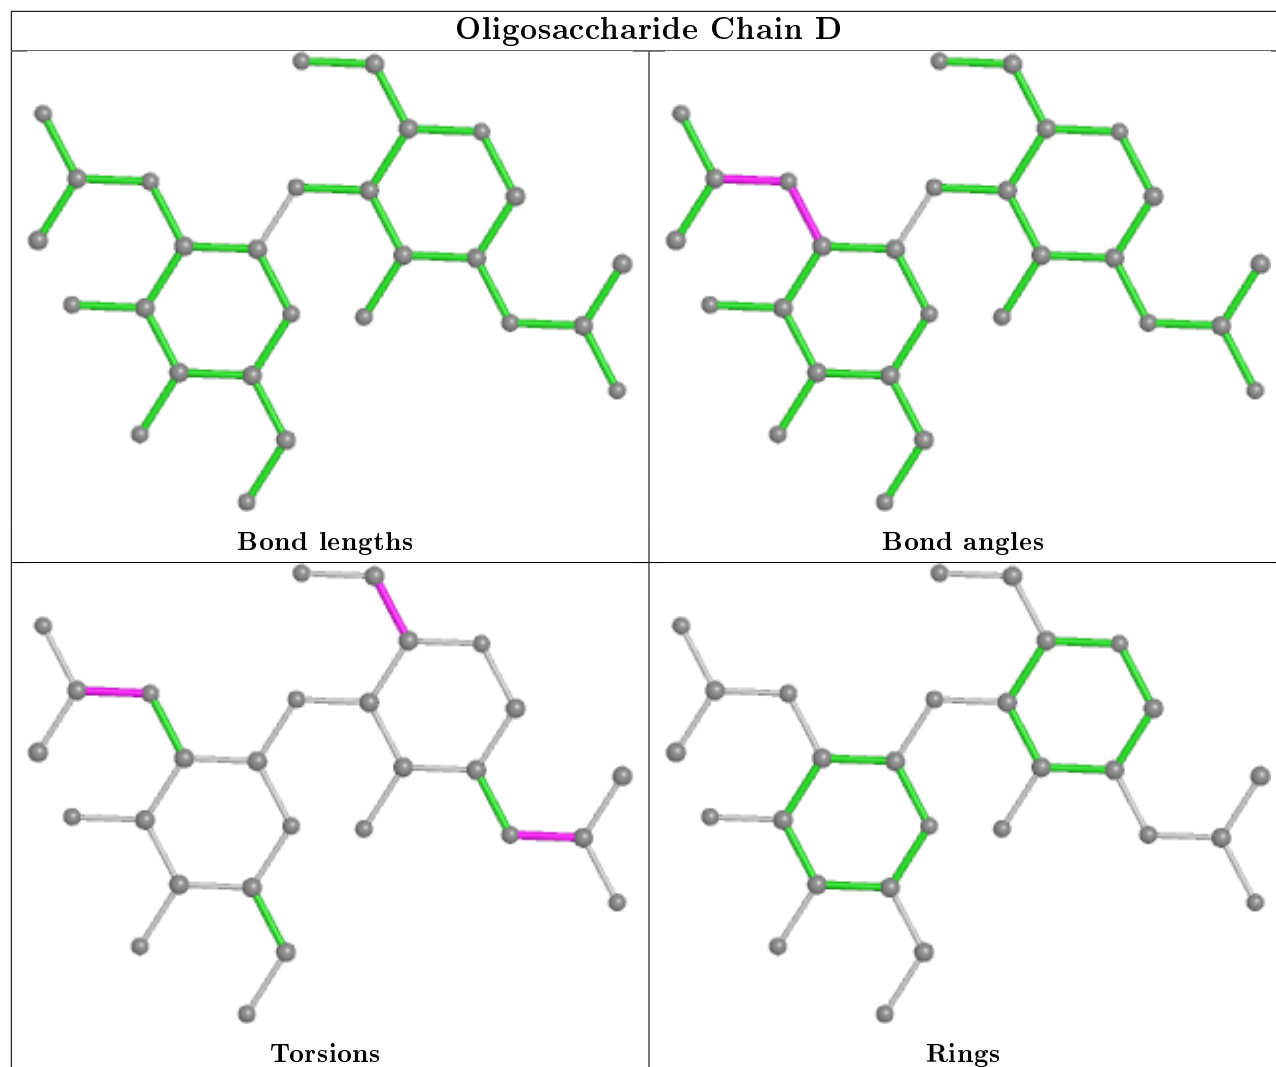 Oligosaccharide Chain D
Bond lengths
Bond angles
Torsions
Rings